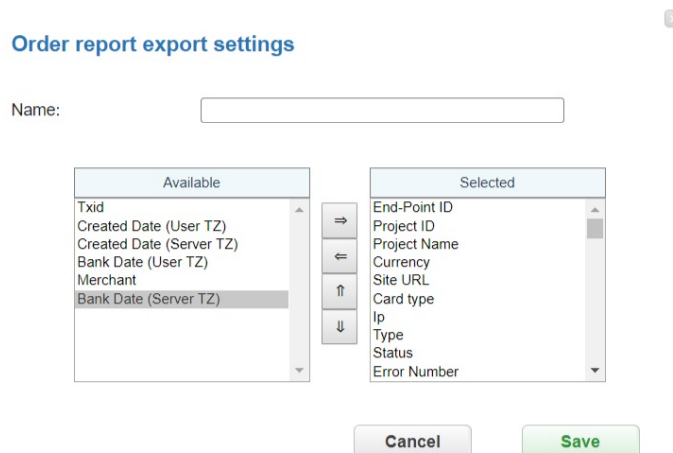 Order report export settings
Name:
Available
Txid
Created Date (User TZ)
Created Date (Server TZ)
Bank Date (User TZ)
Merchant
Bank Date (Server TZ)
⇒
⇐
⇑
⇓
Selected
End-Point ID
Project ID
Project Name
Currency
Site URL
Card type
Ip
Type
Status
Error Number
Cancel
Save